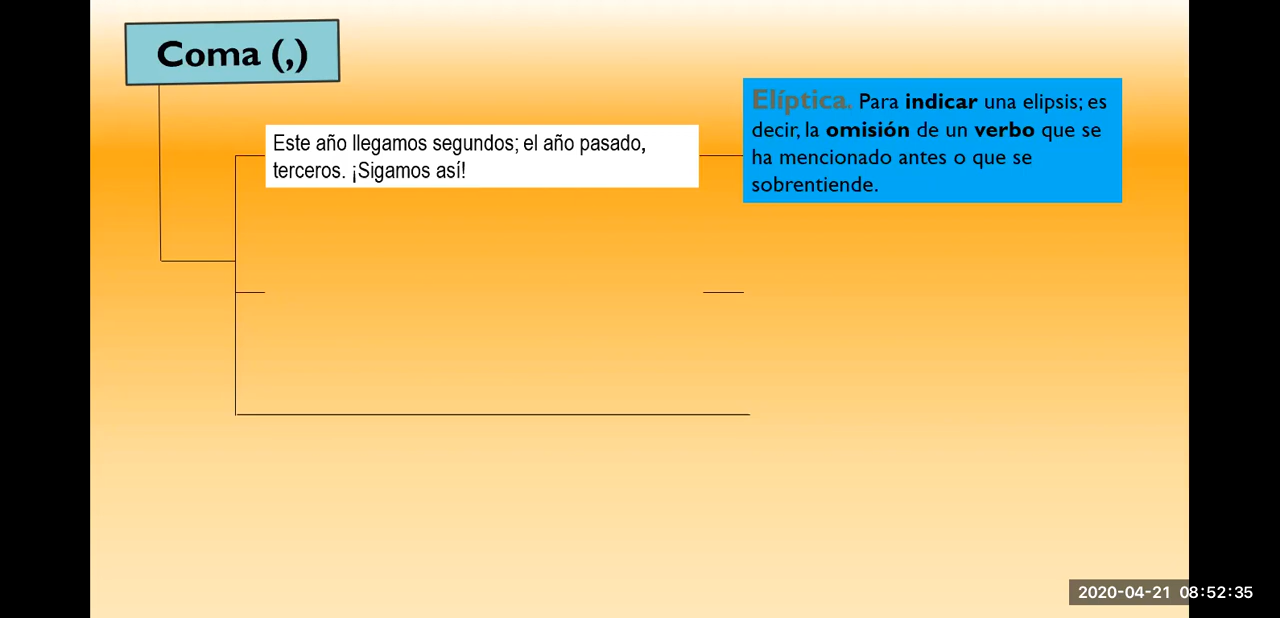 Coma (,)
Este año llegamos segundos; el año pasado,
terceros. ¡Sigamos así!
Elíptica. Para indicar una elipsis; es
decir, la omisión de un verbo que se
ha mencionado antes o que se
sobrentiende.
2020-04-21 08:52:35